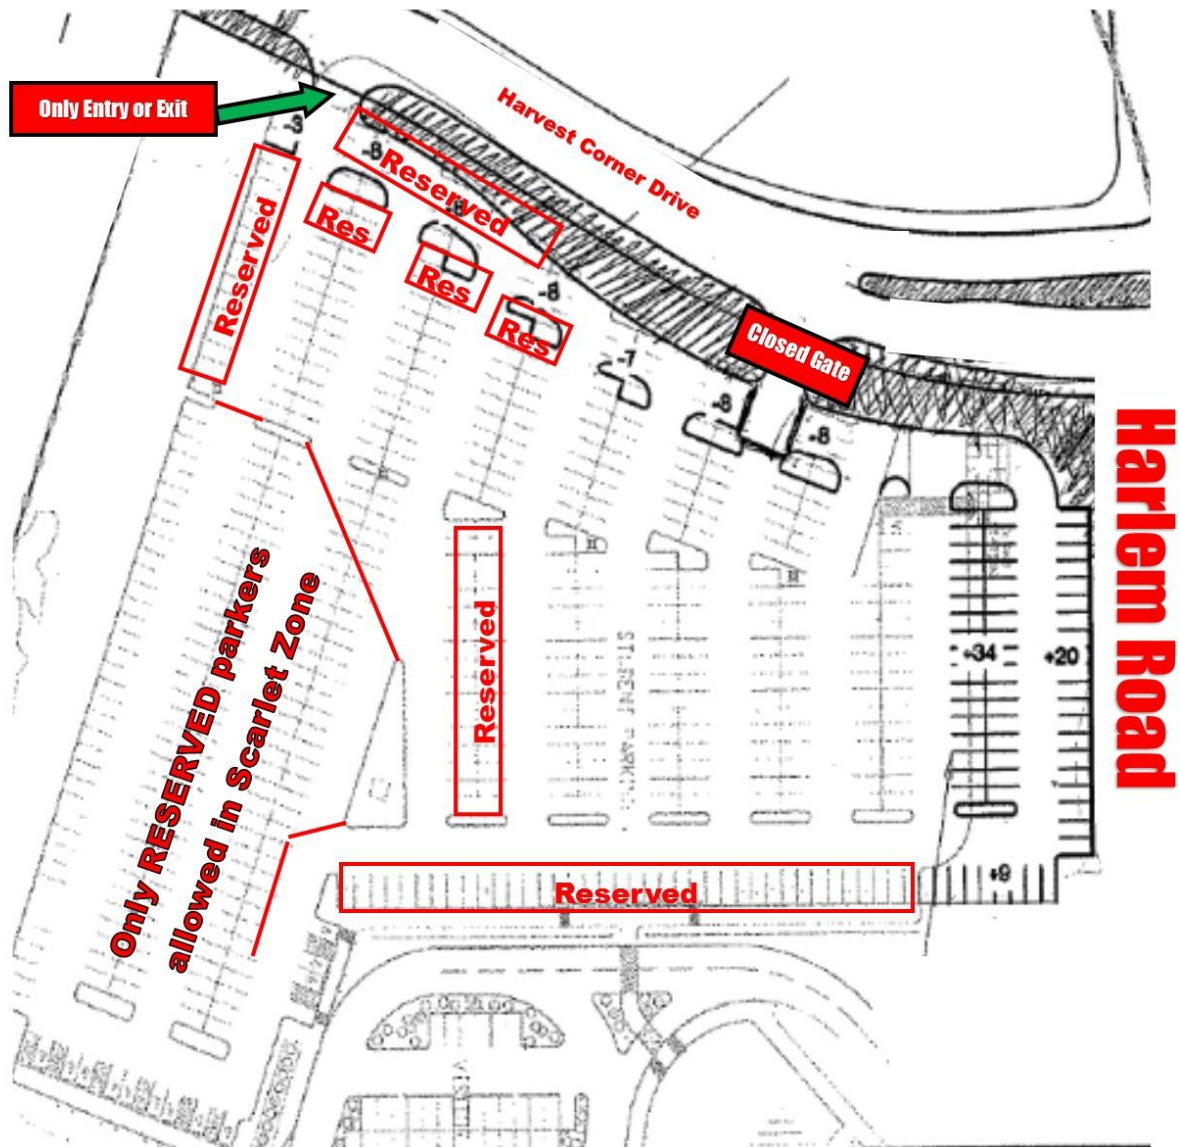 Only Entry or Exit
Harvest Corner Drive
-3
-8
Reserved
Reserved
Res
Res
-8
Res
-7
Closed Gate
-8
-8
Harlem Road
Only RESERVED parkers
allowed in Scarlet Zone
Reserved
+34
+20
Reserved
+9